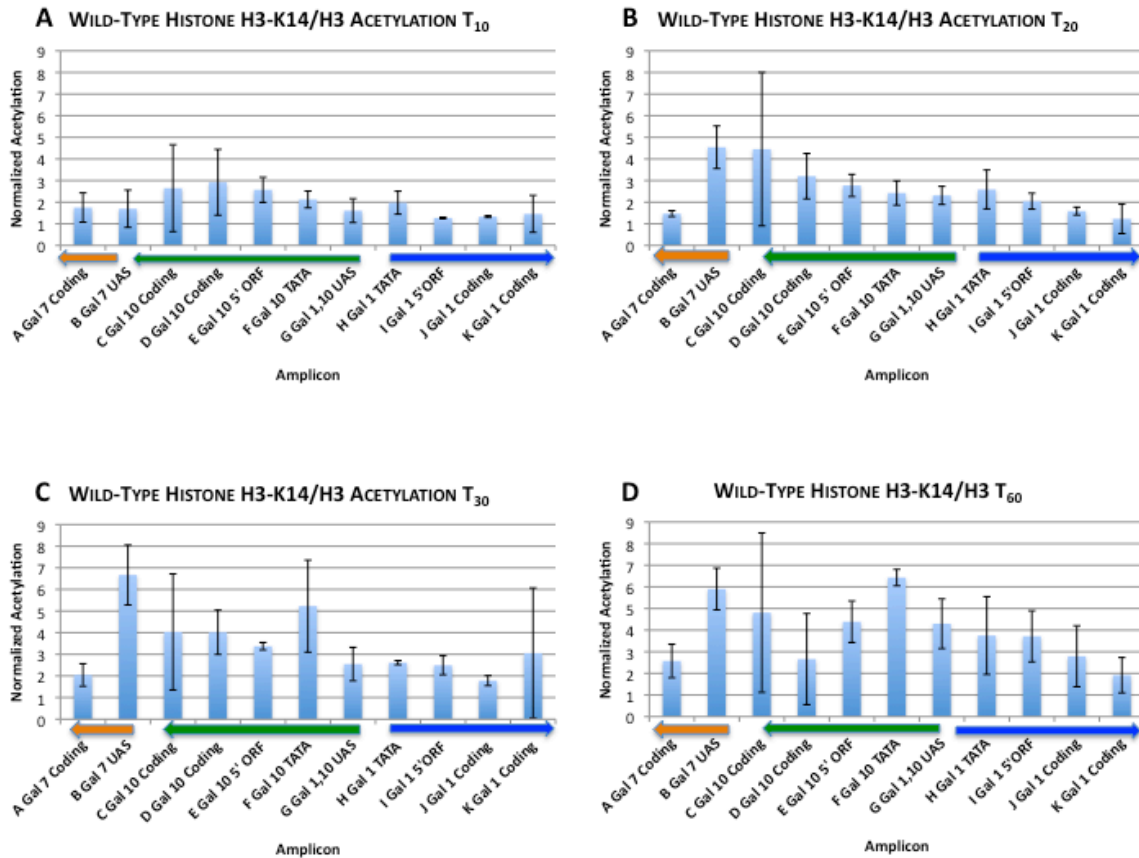 A WILD-TYPE HISTONE H3-K14/H3 ACETYLATION T10
Normalized Acetylation
9
8
7
6
5
4
3
2
1
0
A Gal 7 Coding
B Gal 7 UAS
C Gal 10 Coding
D Gal 10 Coding
E Gal 10 5' ORF
F Gal 10 TATA
G Gal 1,10 UAS
H Gal 1 TATA
I Gal 1 5'ORF
J Gal 1 Coding
K Gal 1 Coding
Amplicon
B WILD-TYPE HISTONE H3-K14/H3 ACETYLATION T20
Normalized Acetylation
9
8
7
6
5
4
3
2
1
0
A Gal 7 Coding
B Gal 7 UAS
C Gal 10 Coding
D Gal 10 Coding
E Gal 10 5' ORF
F Gal 10 TATA
G Gal 1,10 UAS
H Gal 1 TATA
I Gal 1 5'ORF
J Gal 1 Coding
K Gal 1 Coding
Amplicon
C WILD-TYPE HISTONE H3-K14/H3 ACETYLATION T30
Normalized Acetylation
9
8
7
6
5
4
3
2
1
0
A Gal 7 Coding
B Gal 7 UAS
C Gal 10 Coding
D Gal 10 Coding
E Gal 10 5' ORF
F Gal 10 TATA
G Gal 1,10 UAS
H Gal 1 TATA
I Gal 1 5'ORF
J Gal 1 Coding
K Gal 1 Coding
Amplicon
D WILD-TYPE HISTONE H3-K14/H3 T60
Normalized Acetylation
9
8
7
6
5
4
3
2
1
0
A Gal 7 Coding
B Gal 7 UAS
C Gal 10 Coding
D Gal 10 Coding
E Gal 10 5' ORF
F Gal 10 TATA
G Gal 1,10 UAS
H Gal 1 TATA
I Gal 1 5'ORF
J Gal 1 Coding
K Gal 1 Coding
Amplicon